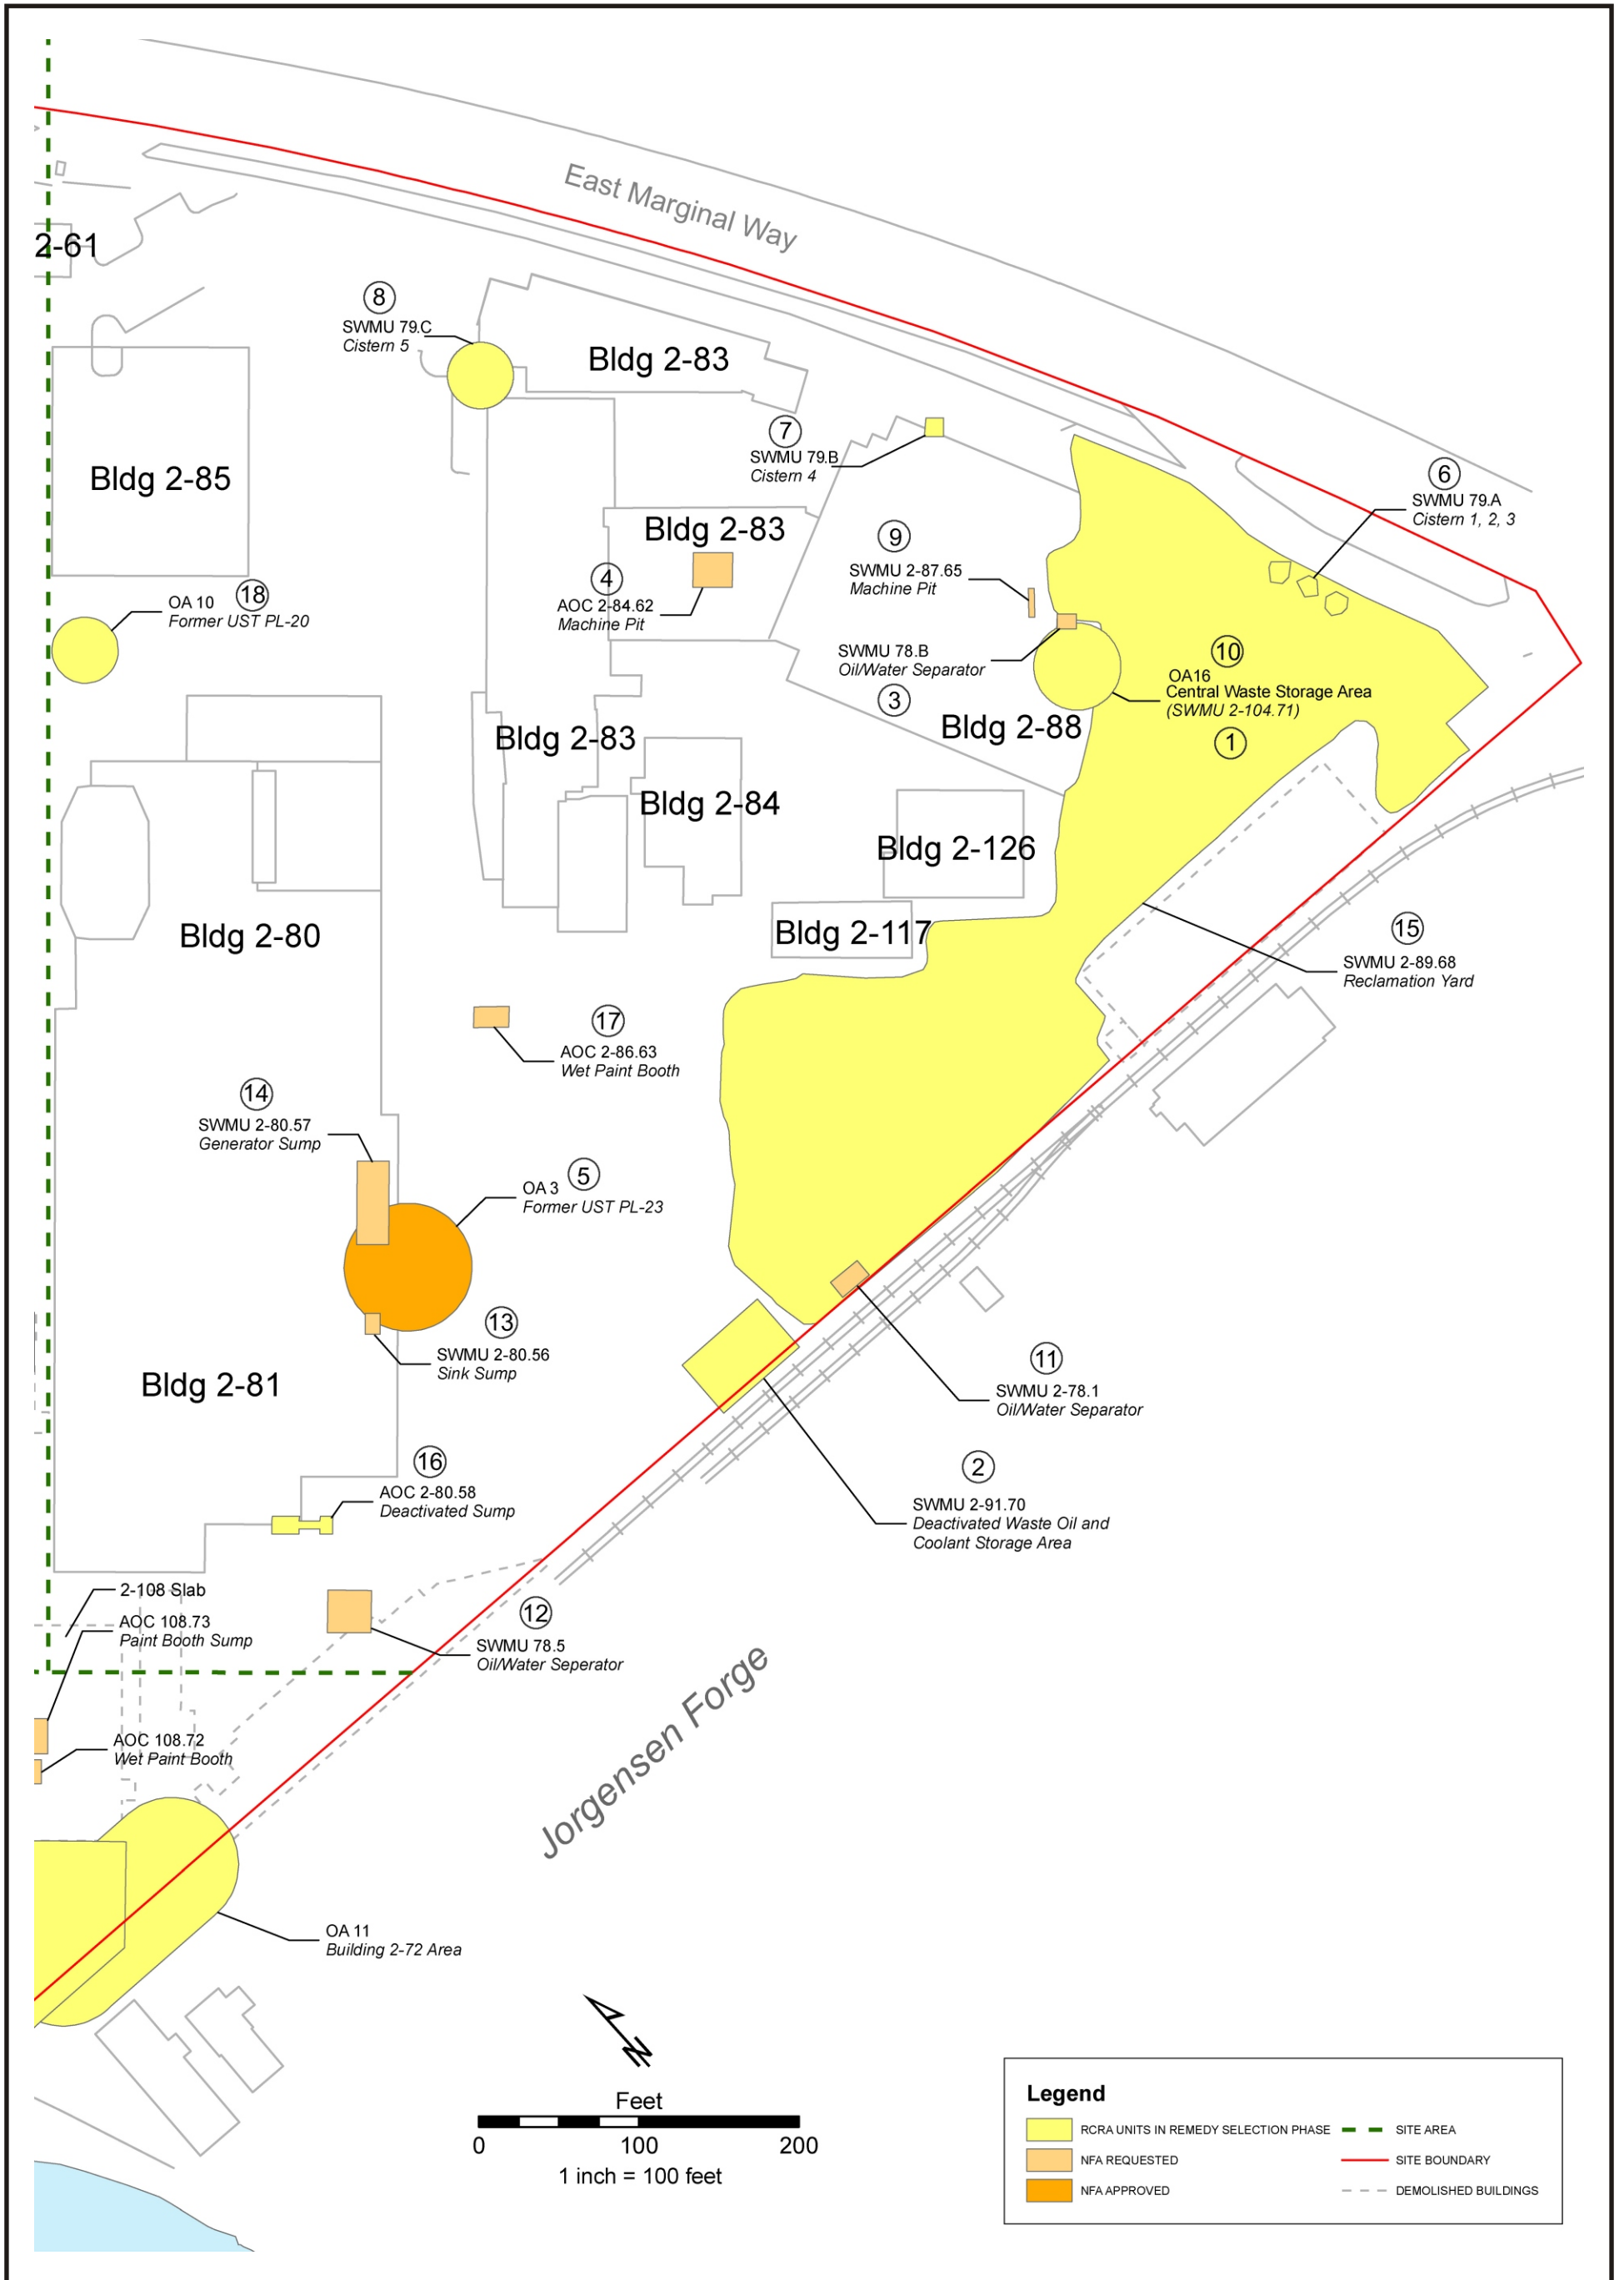 East Marginal Way
2-61
8
SWMU 79.C
Cistern 5
Bldg 2-83
7
SWMU 79.B
Cistern 4
6
SWMU 79.A
Cistern 1, 2, 3
Bldg 2-85
Bldg 2-83
9
SWMU 2-87.65
Machine Pit
4
AOC 2-84.62
Machine Pit
18
OA 10
Former UST PL-20
SWMU 78.B
Oil/Water Separator
3
10
OA16
Central Waste Storage Area
(SWMU 2-104.71)
1
Bldg 2-88
Bldg 2-83
Bldg 2-84
Bldg 2-126
Bldg 2-117
Bldg 2-80
15
SWMU 2-89.68
Reclamation Yard
17
AOC 2-86.63
Wet Paint Booth
14
SWMU 2-80.57
Generator Sump
5
OA 3
Former UST PL-23
13
SWMU 2-80.56
Sink Sump
Bldg 2-81
11
SWMU 2-78.1
Oil/Water Separator
16
AOC 2-80.58
Deactivated Sump
2
SWMU 2-91.70
Deactivated Waste Oil and
Coolant Storage Area
2-108 Slab
AOC 108.73
Paint Booth Sump
12
SWMU 78.5
Oil/Water Seperator
AOC 108.72
Wet Paint Booth
Jorgensen Forge
OA 11
Building 2-72 Area
N
Feet
0 100 200
1 inch = 100 feet
Legend
RCRA UNITS IN REMEDY SELECTION PHASE
NFA REQUESTED
NFA APPROVED
SITE AREA
SITE BOUNDARY
DEMOLISHED BUILDINGS